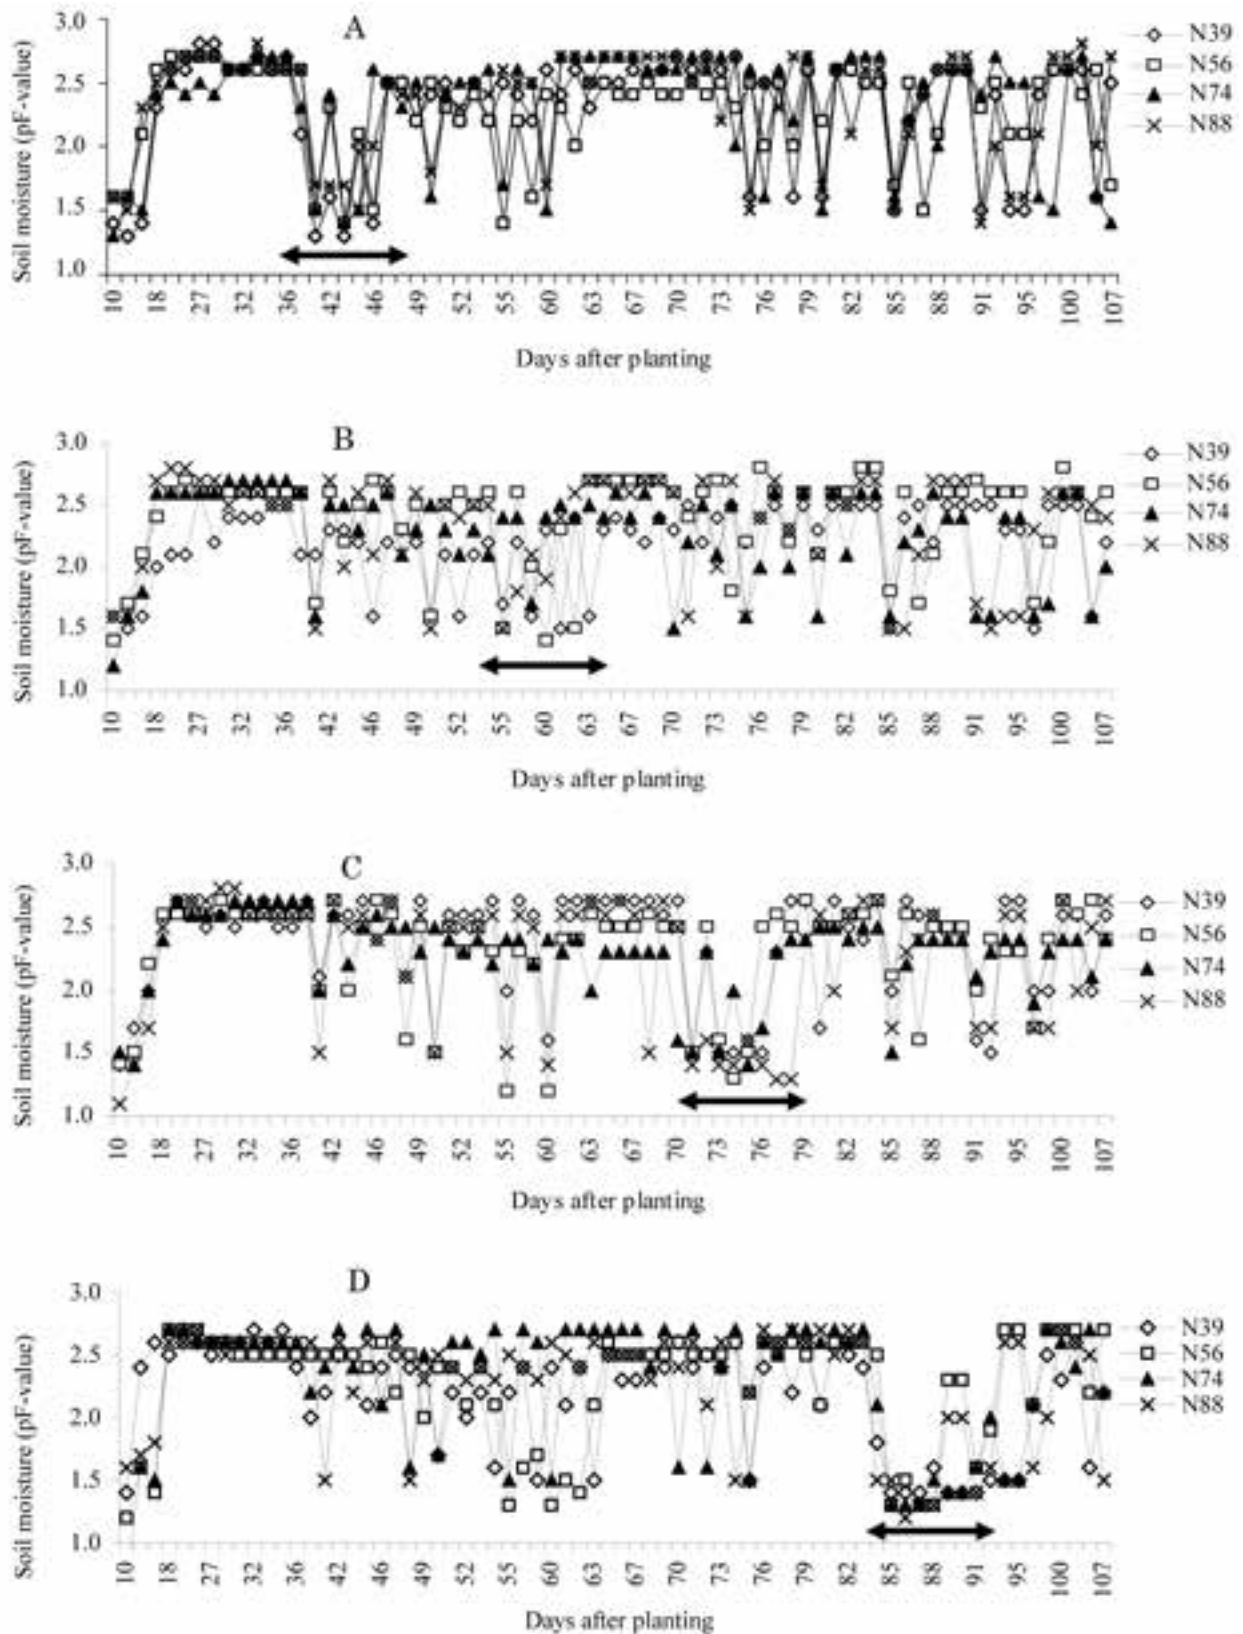 A
3.0
2.5
2.0
1.5
1.0
Soil moisture (pF-value)
10 18 27 32 36 42 46 49 52 55 60 63 70 73 76 79 82 85 88 91 95 100 107
Days after planting
N39
N56
N74
N88
B
3.0
2.5
2.0
1.5
1.0
Soil moisture (pF-value)
10 18 27 32 36 42 46 49 52 55 60 63 67 70 73 76 79 82 85 88 91 95 100 107
Days after planting
N39
N56
N74
N88
C
3.0
2.5
2.0
1.5
1.0
Soil moisture (pF-value)
10 18 27 32 36 42 46 49 52 55 60 63 67 70 73 76 79 82 85 88 91 95 100 107
Days after planting
N39
N56
N74
N88
D
3.0
2.5
2.0
1.5
1.0
Soil moisture (pF-value)
10 18 27 32 36 42 46 49 52 55 60 63 67 70 73 76 79 82 85 88 91 95 100 107
Days after planting
N39
N56
N74
N88